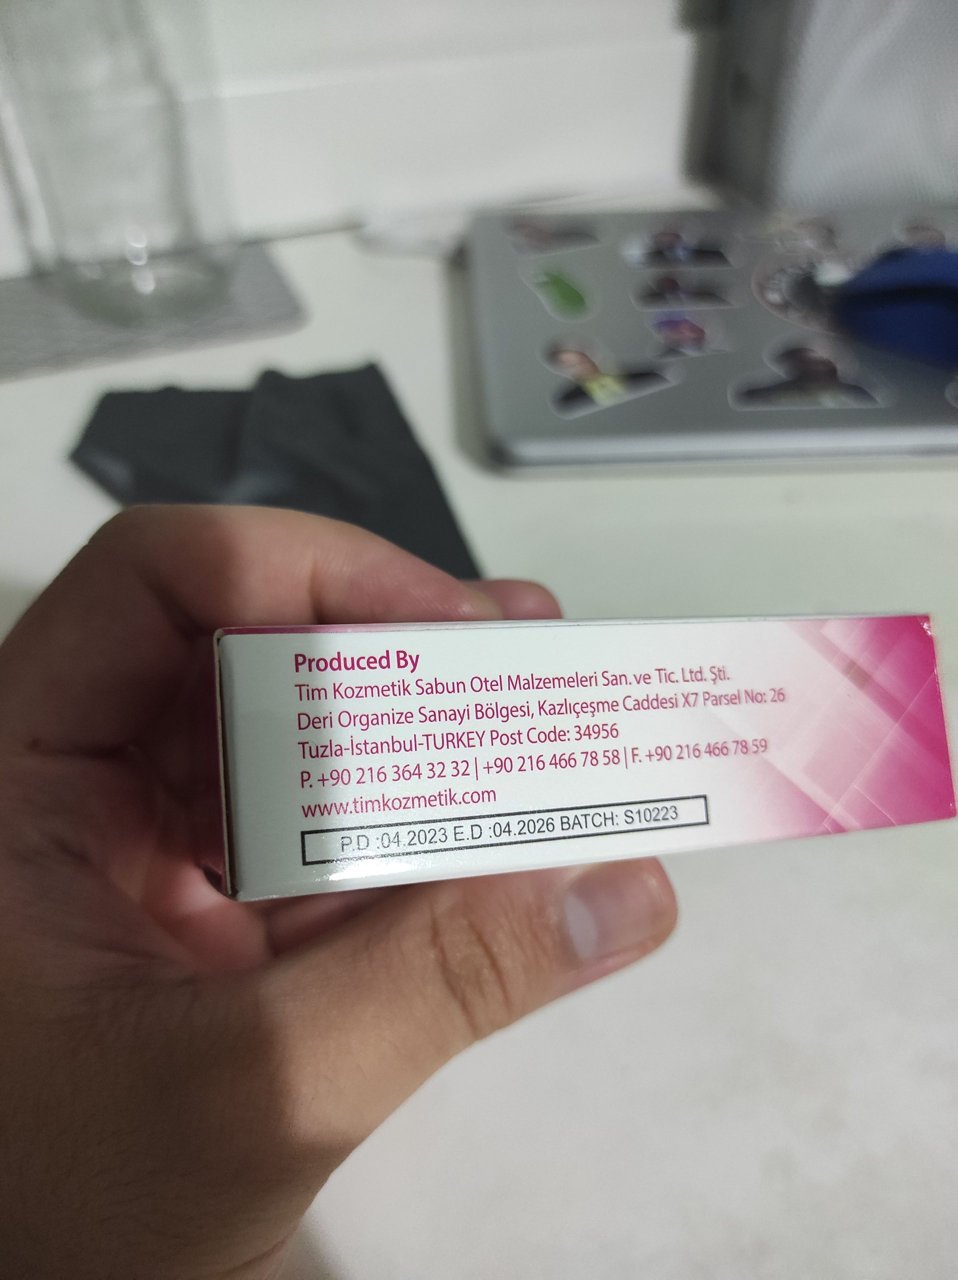 Produced By
Tim Kozmetik Sabun Otel Malzemeleri San. ve Tic. Ltd. Şti.
Deri Organize Sanayi Bölgesi, Kazlıçeşme Caddesi X7 Parsel No: 26
Tuzla-İstanbul-TURKEY Post Code: 34956
P. +90 216 364 32 32 | +90 216 466 78 58 | F. +90 216 466 78 59
www.timkozmetik.com
P.D :04.2023 E.D :04.2026 BATCH: S10223